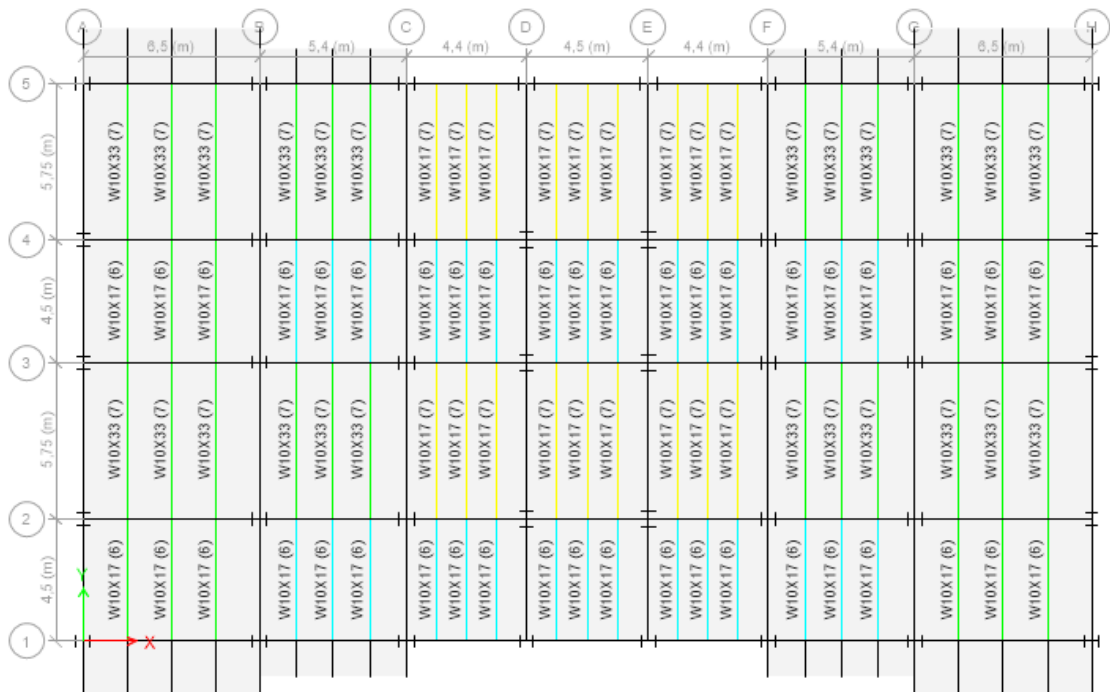 A B C D E F G H
6,5 (m) 5,4 (m) 4,4 (m) 4,5 (m) 4,4 (m) 5,4 (m) 6,5 (m)
5
5,75 (m)
W10X33 (7) W10X33 (7) W10X33 (7) W10X33 (7) W10X33 (7) W10X33 (7) W10X17 (7) W10X17 (7) W10X17 (7) W10X17 (7) W10X17 (7) W10X17 (7) W10X17 (7) W10X17 (7) W10X17 (7) W10X33 (7) W10X33 (7) W10X33 (7) W10X33 (7) W10X33 (7) W10X33 (7)
4
4,5 (m)
W10X17 (6) W10X17 (6) W10X17 (6) W10X17 (6) W10X17 (6) W10X17 (6) W10X17 (6) W10X17 (6) W10X17 (6) W10X17 (6) W10X17 (6) W10X17 (6) W10X17 (6) W10X17 (6) W10X17 (6) W10X17 (6) W10X17 (6) W10X17 (6) W10X17 (6) W10X17 (6) W10X17 (6)
3
5,75 (m)
W10X33 (7) W10X33 (7) W10X33 (7) W10X33 (7) W10X33 (7) W10X33 (7) W10X17 (7) W10X17 (7) W10X17 (7) W10X17 (7) W10X17 (7) W10X17 (7) W10X17 (7) W10X17 (7) W10X17 (7) W10X33 (7) W10X33 (7) W10X33 (7) W10X33 (7) W10X33 (7) W10X33 (7)
2
4,5 (m)
W10X17 (6) W10X17 (6) W10X17 (6) W10X17 (6) W10X17 (6) W10X17 (6) W10X17 (6) W10X17 (6) W10X17 (6) W10X17 (6) W10X17 (6) W10X17 (6) W10X17 (6) W10X17 (6) W10X17 (6) W10X17 (6) W10X17 (6) W10X17 (6) W10X17 (6) W10X17 (6) W10X17 (6)
Y
1
X